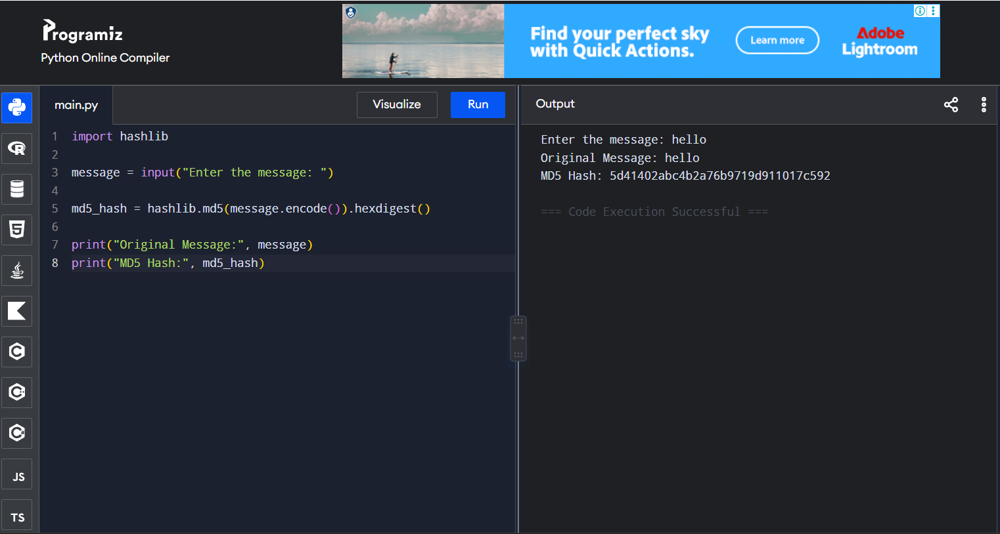 Programiz
Python Online Compiler
Find your perfect sky
with Quick Actions.
Learn more
Adobe
Lightroom
main.py
Visualize
Run
Output
1 import hashlib
2
3 message = input("Enter the message: ")
4
5 md5_hash = hashlib.md5(message.encode()).hexdigest()
6
7 print("Original Message:", message)
8 print("MD5 Hash:", md5_hash)
Enter the message: hello
Original Message: hello
MD5 Hash: 5d41402abc4b2a76b9719d911017c592
=== Code Execution Successful ===
R
5
C
C++
C#
JS
TS